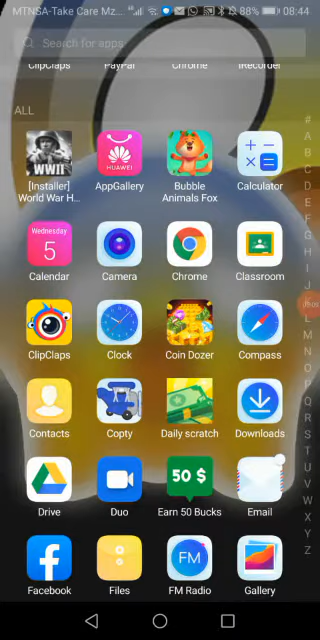 MTNSA-Take Care Mz... 88% 08:44
Search for apps
ClipClaps PayPal Chrome iRecorder
ALL
WWII
HUAWEI
[Installer] World War H... AppGallery Bubble Animals Fox Calculator
Wednesday
5
Calendar Camera Chrome Classroom
ClipClaps Clock Coin Dozer Compass
Contacts Copty Daily scratch Downloads
50 $
Drive Duo Earn 50 Bucks Email
FM
Facebook Files FM Radio Gallery
#
A
B
C
D
E
F
G
H
I
J
L
M
N
O
P
Q
R
S
T
U
V
W
X
Y
Z